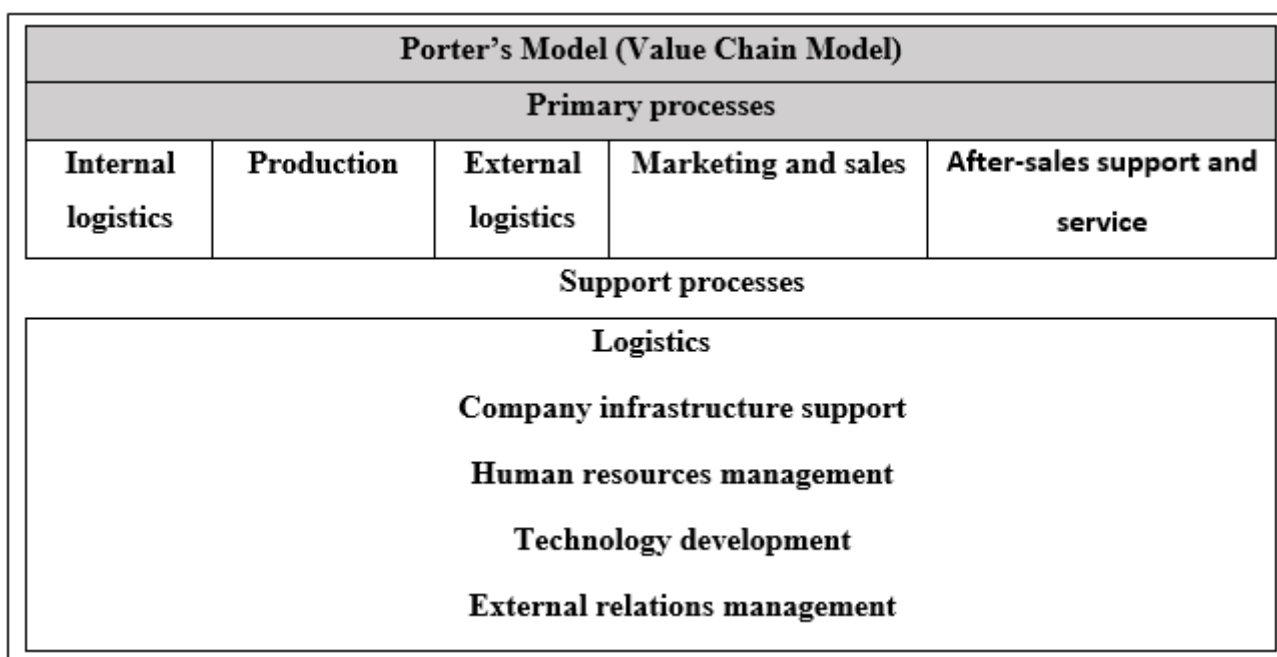 Porter’s Model (Value Chain Model)
Primary processes
Internal
logistics
Production
External
logistics
Marketing and sales
After-sales support and
service
Support processes
Logistics
Company infrastructure support
Human resources management
Technology development
External relations management